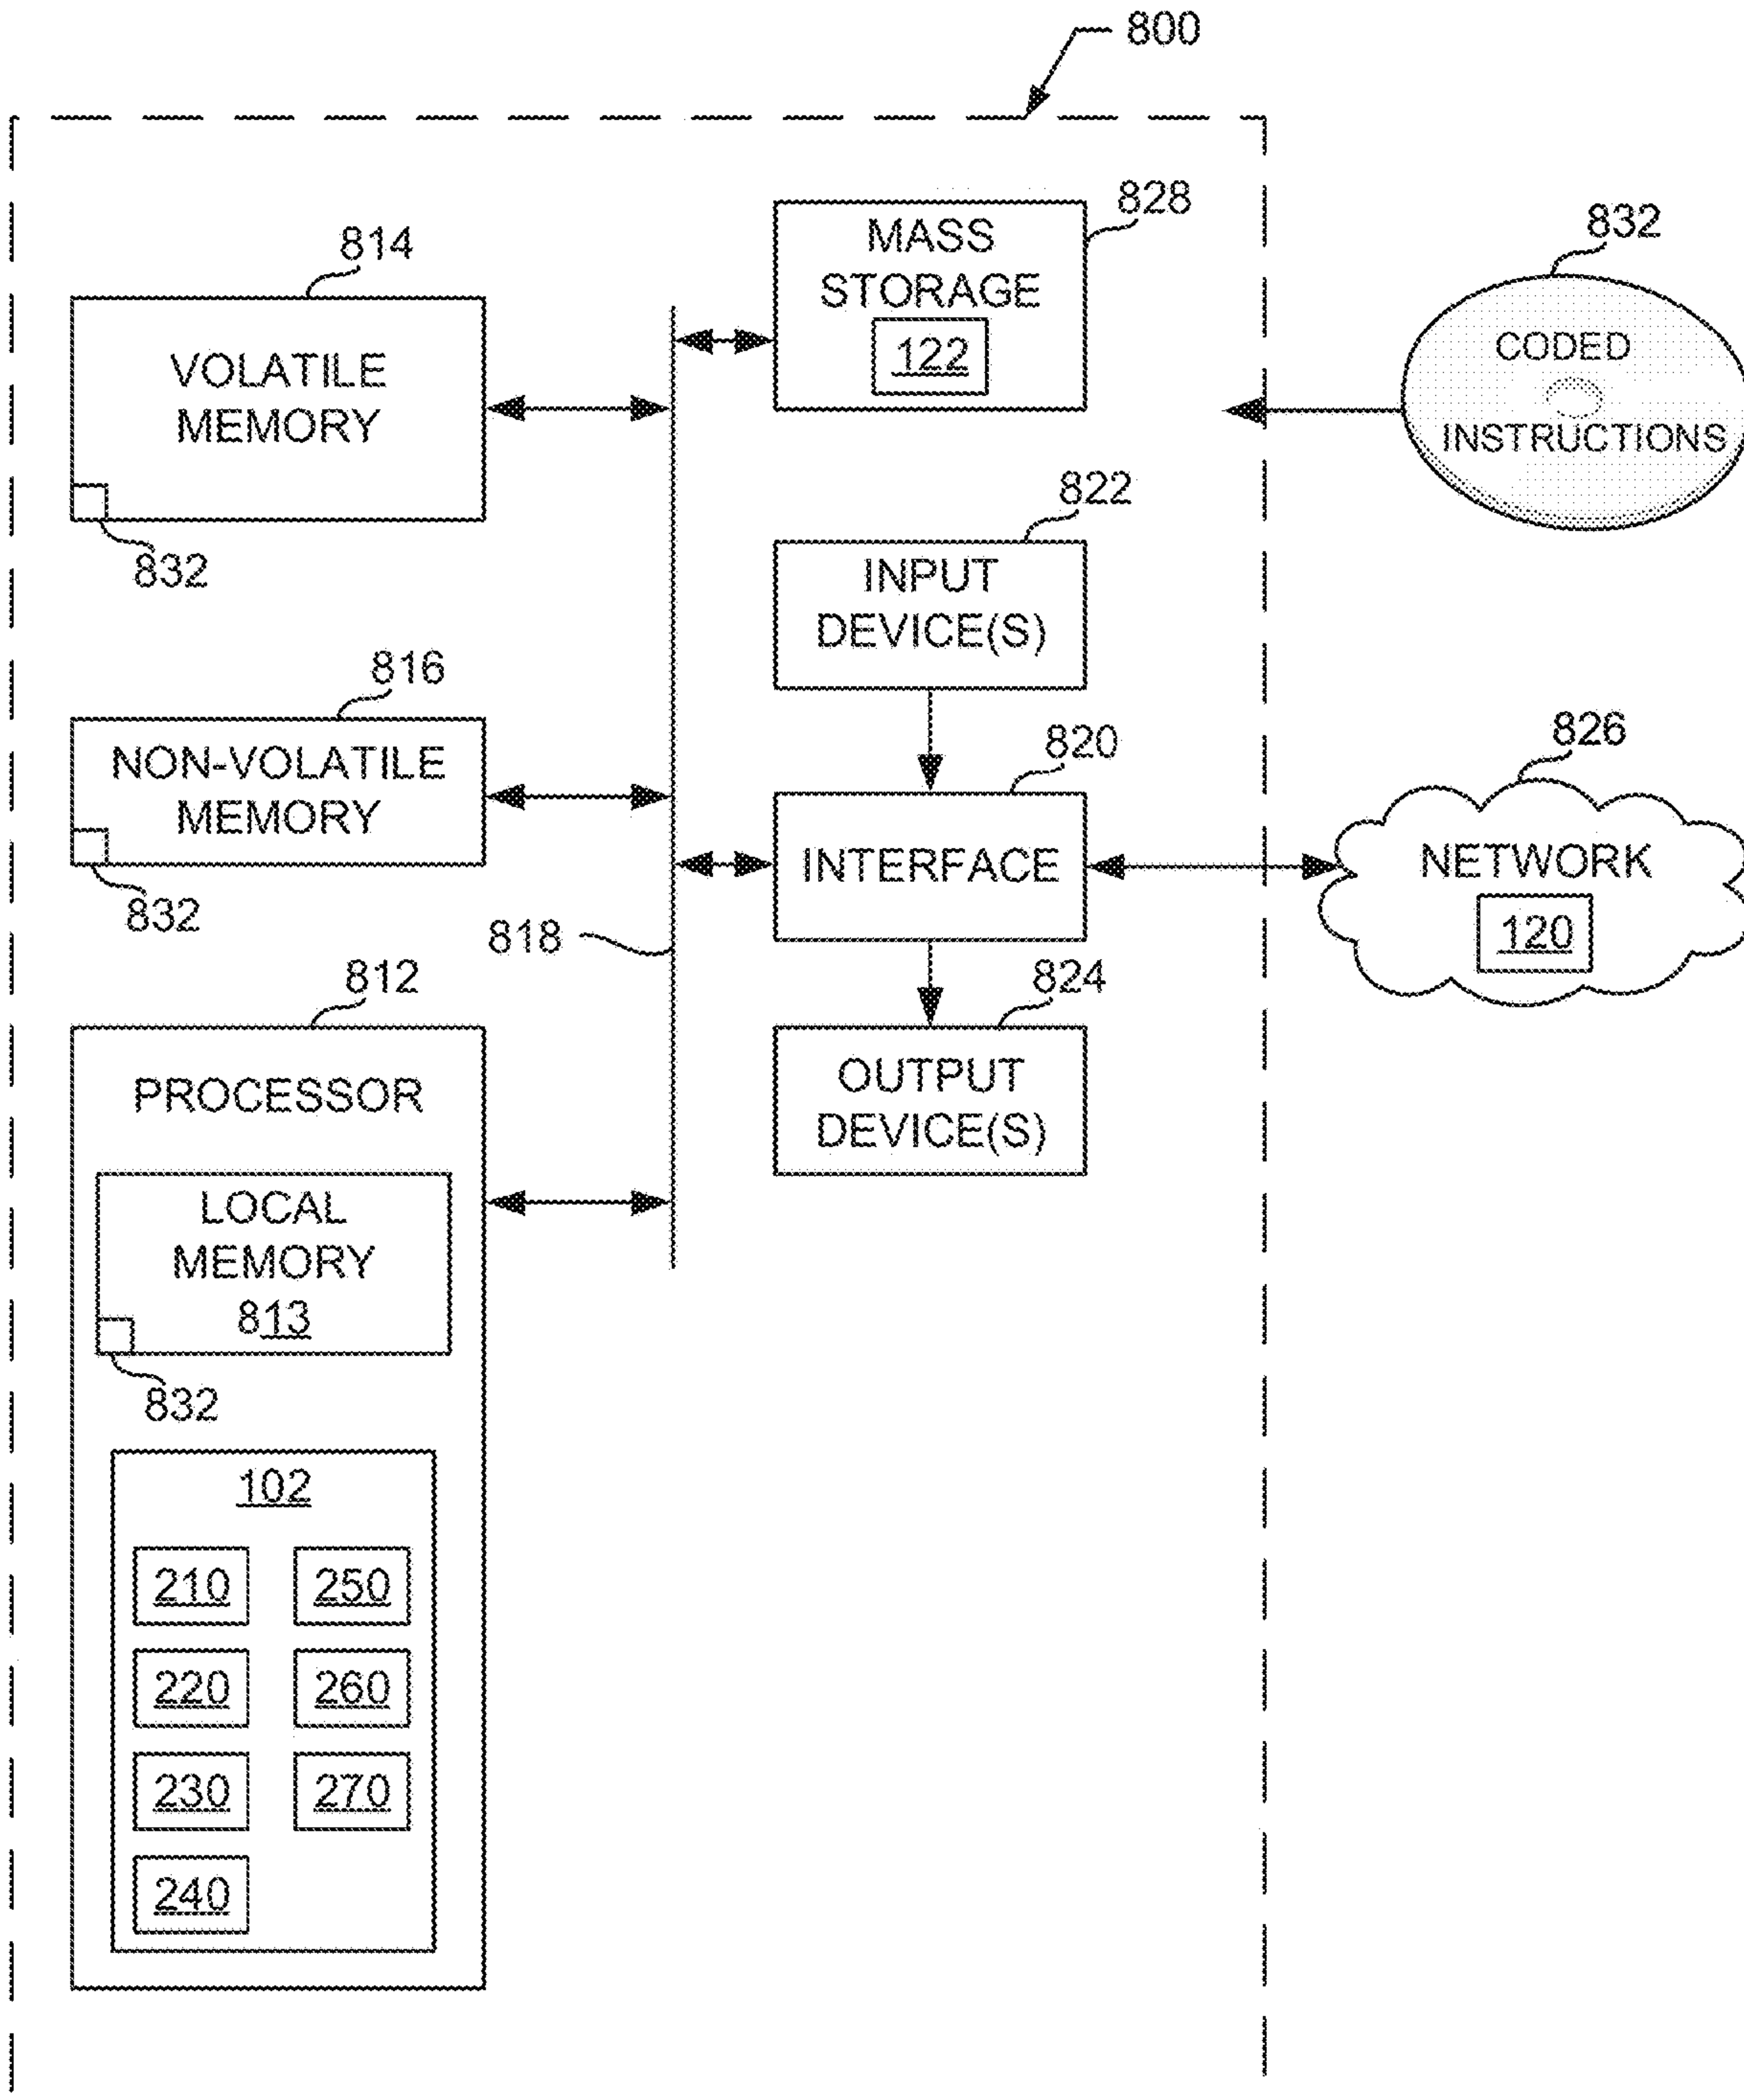 800
828
MASS
STORAGE
122
832
CODED
INSTRUCTIONS
814
VOLATILE
MEMORY
832
822
INPUT
DEVICE(S)
816
NON-VOLATILE
MEMORY
832
820
INTERFACE
826
NETWORK
120
818
824
OUTPUT
DEVICE(S)
812
PROCESSOR
LOCAL
MEMORY
813
832
102
210
250
220
260
230
270
240